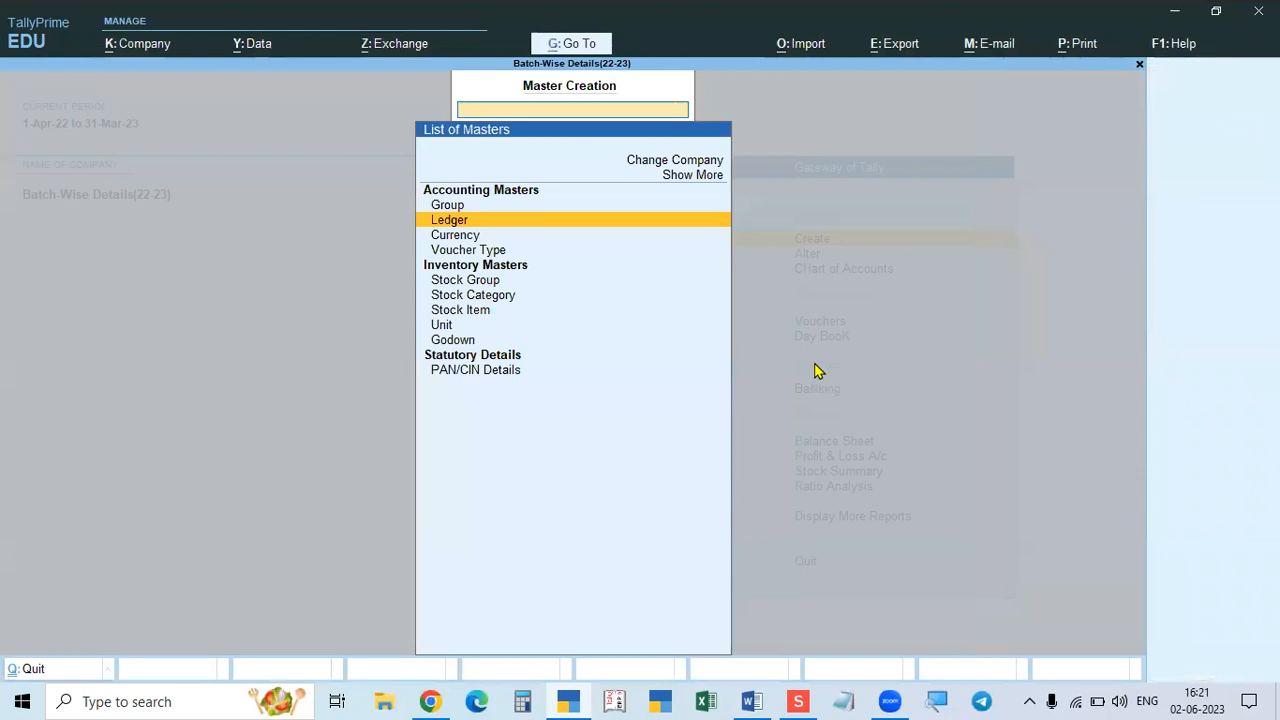 TallyPrime
EDU
MANAGE
K:Company
Y:Data
Z:Exchange
G:Go To
O:Import
E:Export
M:E-mail
P:Print
F1:Help
Batch-Wise Details(22-23)
CURRENT PERIOD
1-Apr-22 to 31-Mar-23
NAME OF COMPANY
Batch-Wise Details(22-23)
Master Creation
List of Masters
Change Company
Show More
Accounting Masters
Group
Ledger
Currency
Voucher Type
Inventory Masters
Stock Group
Stock Category
Stock Item
Unit
Godown
Statutory Details
PAN/CIN Details
Gateway of Tally
Create
Alter
CHart of Accounts
Vouchers
Day BooK
Banking
Balance Sheet
Profit & Loss A/c
Stock Summary
Ratio Analysis
Display More Reports
Quit
Q:Quit
Type here to search
ENG
16:21
02-06-2023